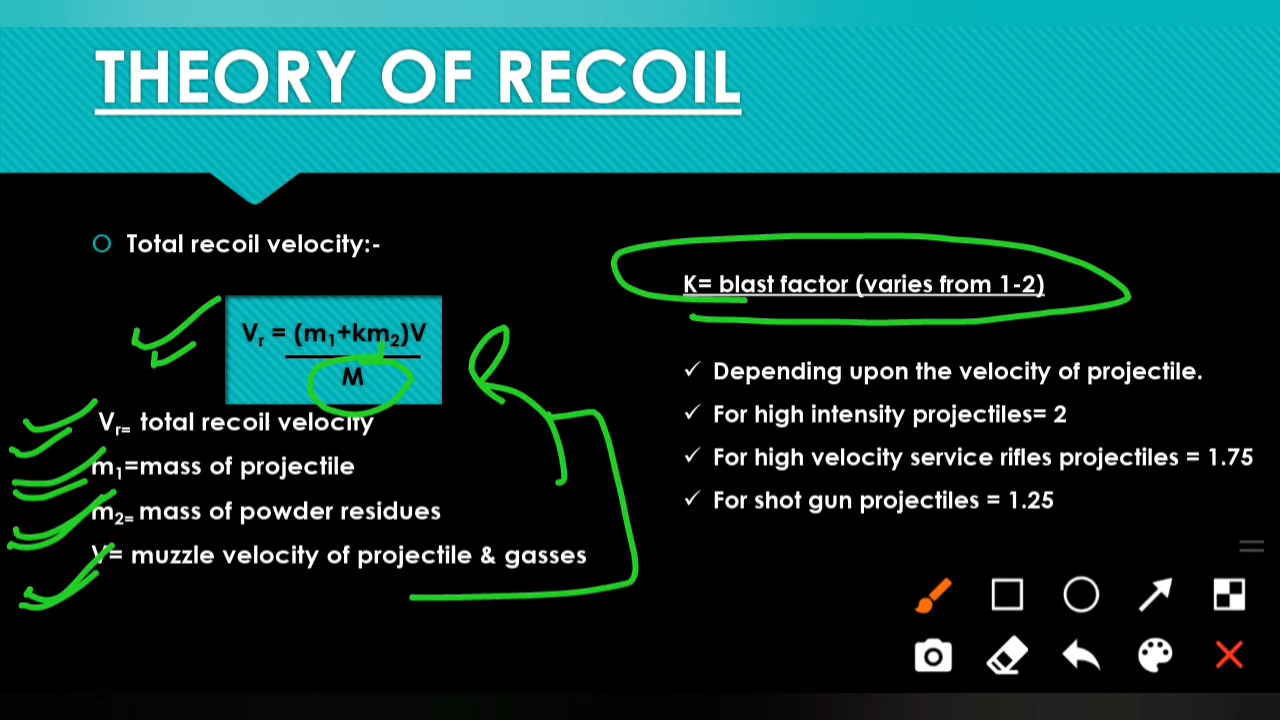 THEORY OF RECOIL
Total recoil velocity:-
Vr = (m1+km2)V
M
Vr= total recoil velocity
m1=mass of projectile
m2= mass of powder residues
V= muzzle velocity of projectile & gasses
K= blast factor (varies from 1-2)
Depending upon the velocity of projectile.
For high intensity projectiles= 2
For high velocity service rifles projectiles = 1.75
For shot gun projectiles = 1.25